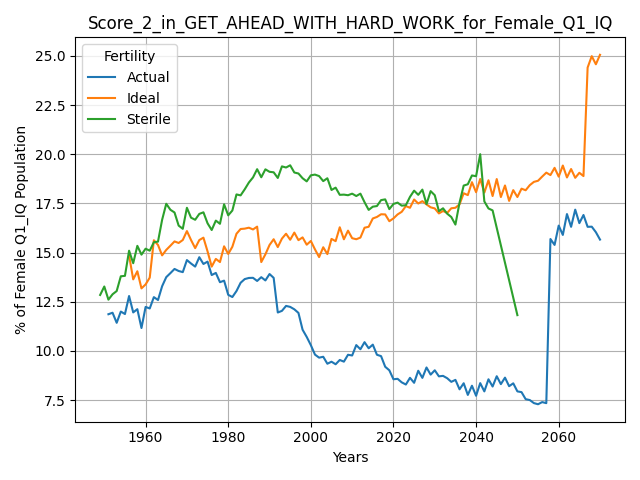 Score_2_in_GET_AHEAD_WITH_HARD_WORK_for_Female_Q1_IQ
Fertility
Actual
Ideal
Sterile
% of Female Q1_IQ Population
25.0
22.5
20.0
17.5
15.0
12.5
10.0
7.5
1960 1980 2000 2020 2040 2060
Years